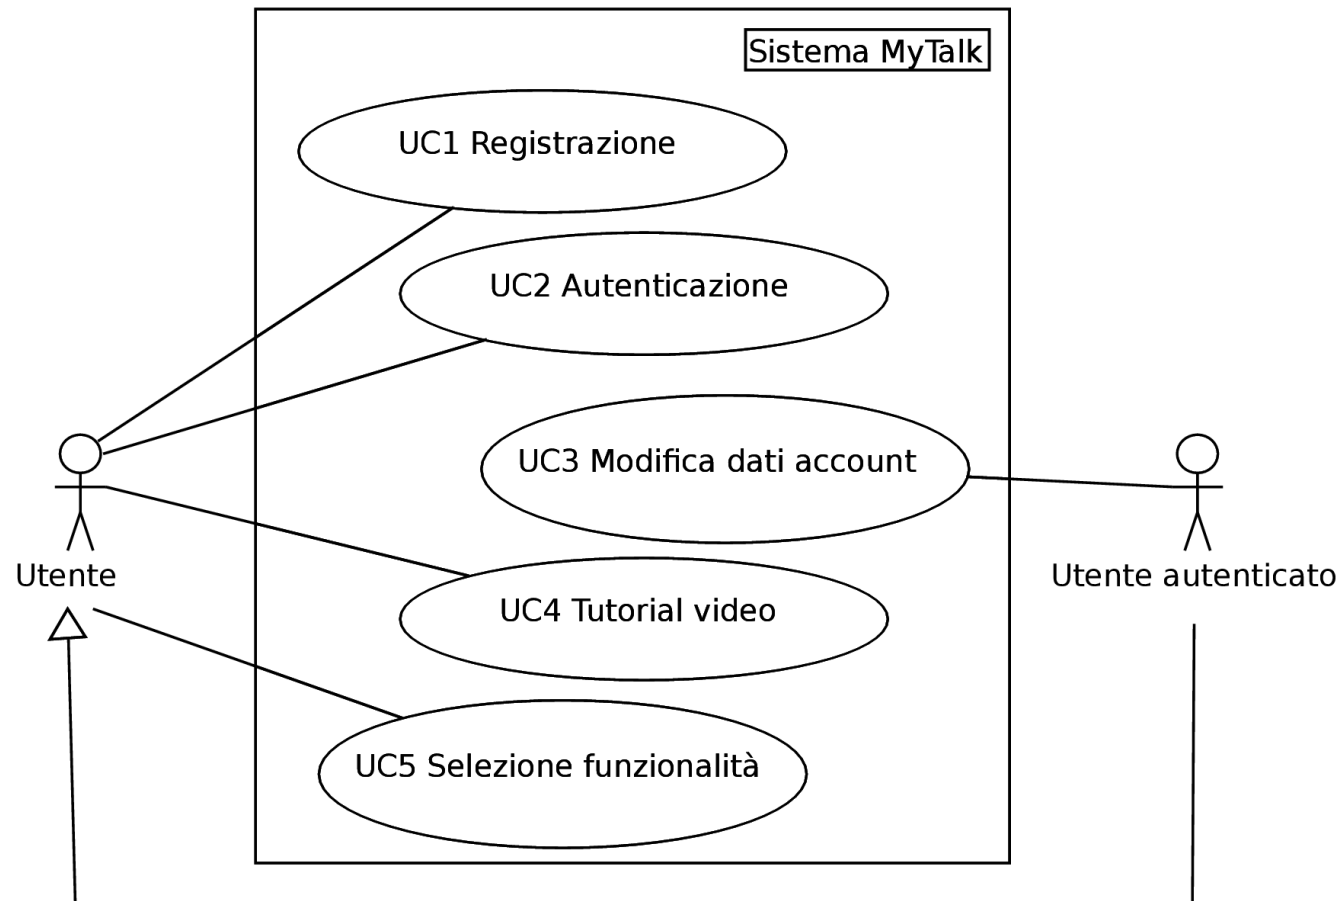 Sistema MyTalk
UC1 Registrazione
UC2 Autenticazione
UC3 Modifica dati account
Utente
Utente autenticato
UC4 Tutorial video
UC5 Selezione funzionalità